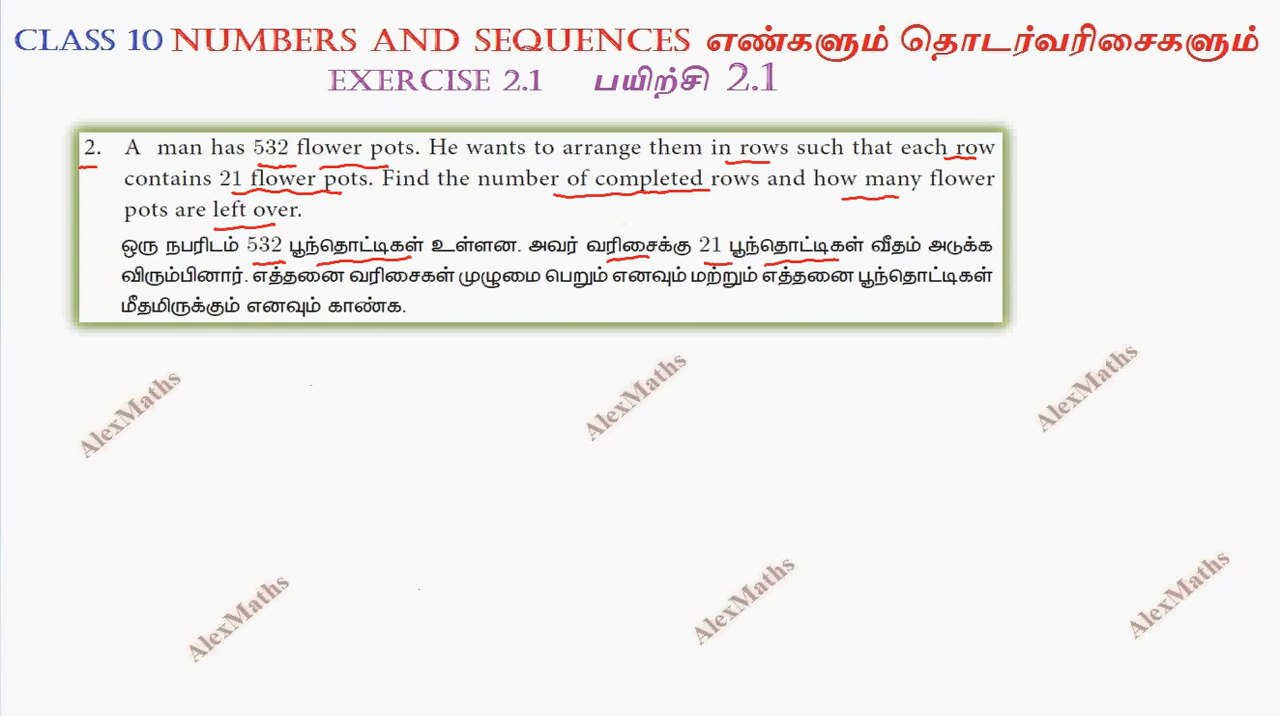 CLASS 10 NUMBERS AND SEQUENCES எண்களும் தொடர்வரிசைகளும்
EXERCISE 2.1 பயிற்சி 2.1
2. A man has 532 flower pots. He wants to arrange them in rows such that each row
contains 21 flower pots. Find the number of completed rows and how many flower
pots are left over.
ஒரு நபரிடம் 532 பூந்தொட்டிகள் உள்ளன. அவர் வரிசைக்கு 21 பூந்தொட்டிகள் வீதம் அடுக்க
விரும்பினார். எத்தனை வரிசைகள் முழுமை பெறும் எனவும் மற்றும் எத்தனை பூந்தொட்டிகள்
மீதமிருக்கும் எனவும் காண்க.
AlexMaths
AlexMaths
AlexMaths
AlexMaths
AlexMaths
AlexMaths